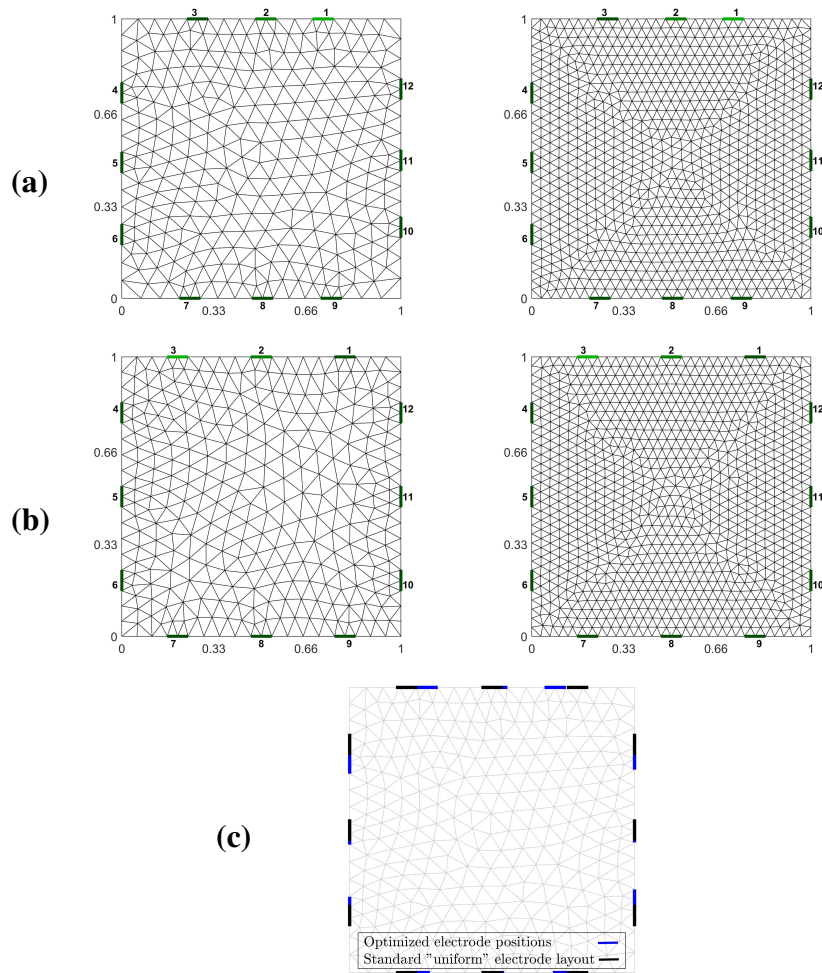 3 2 1 3 2 1
1 1
4 12 4 12
0.66 0.66
(a)
5 11 5 11
0.33 0.33
6 10 6 10
0 0
7 8 9 7 8 9
0 0.33 0.66 1 0 0.33 0.66 1
3 2 1 3 2 1
1 1
4 12 4 12
0.66 0.66
(b)
5 11 5 11
0.33 0.33
6 10 6 10
0 0
7 8 9 7 8 9
0 0.33 0.66 1 0 0.33 0.66 1
(c)
Optimized electrode positions
Standard "uniform" electrode layout